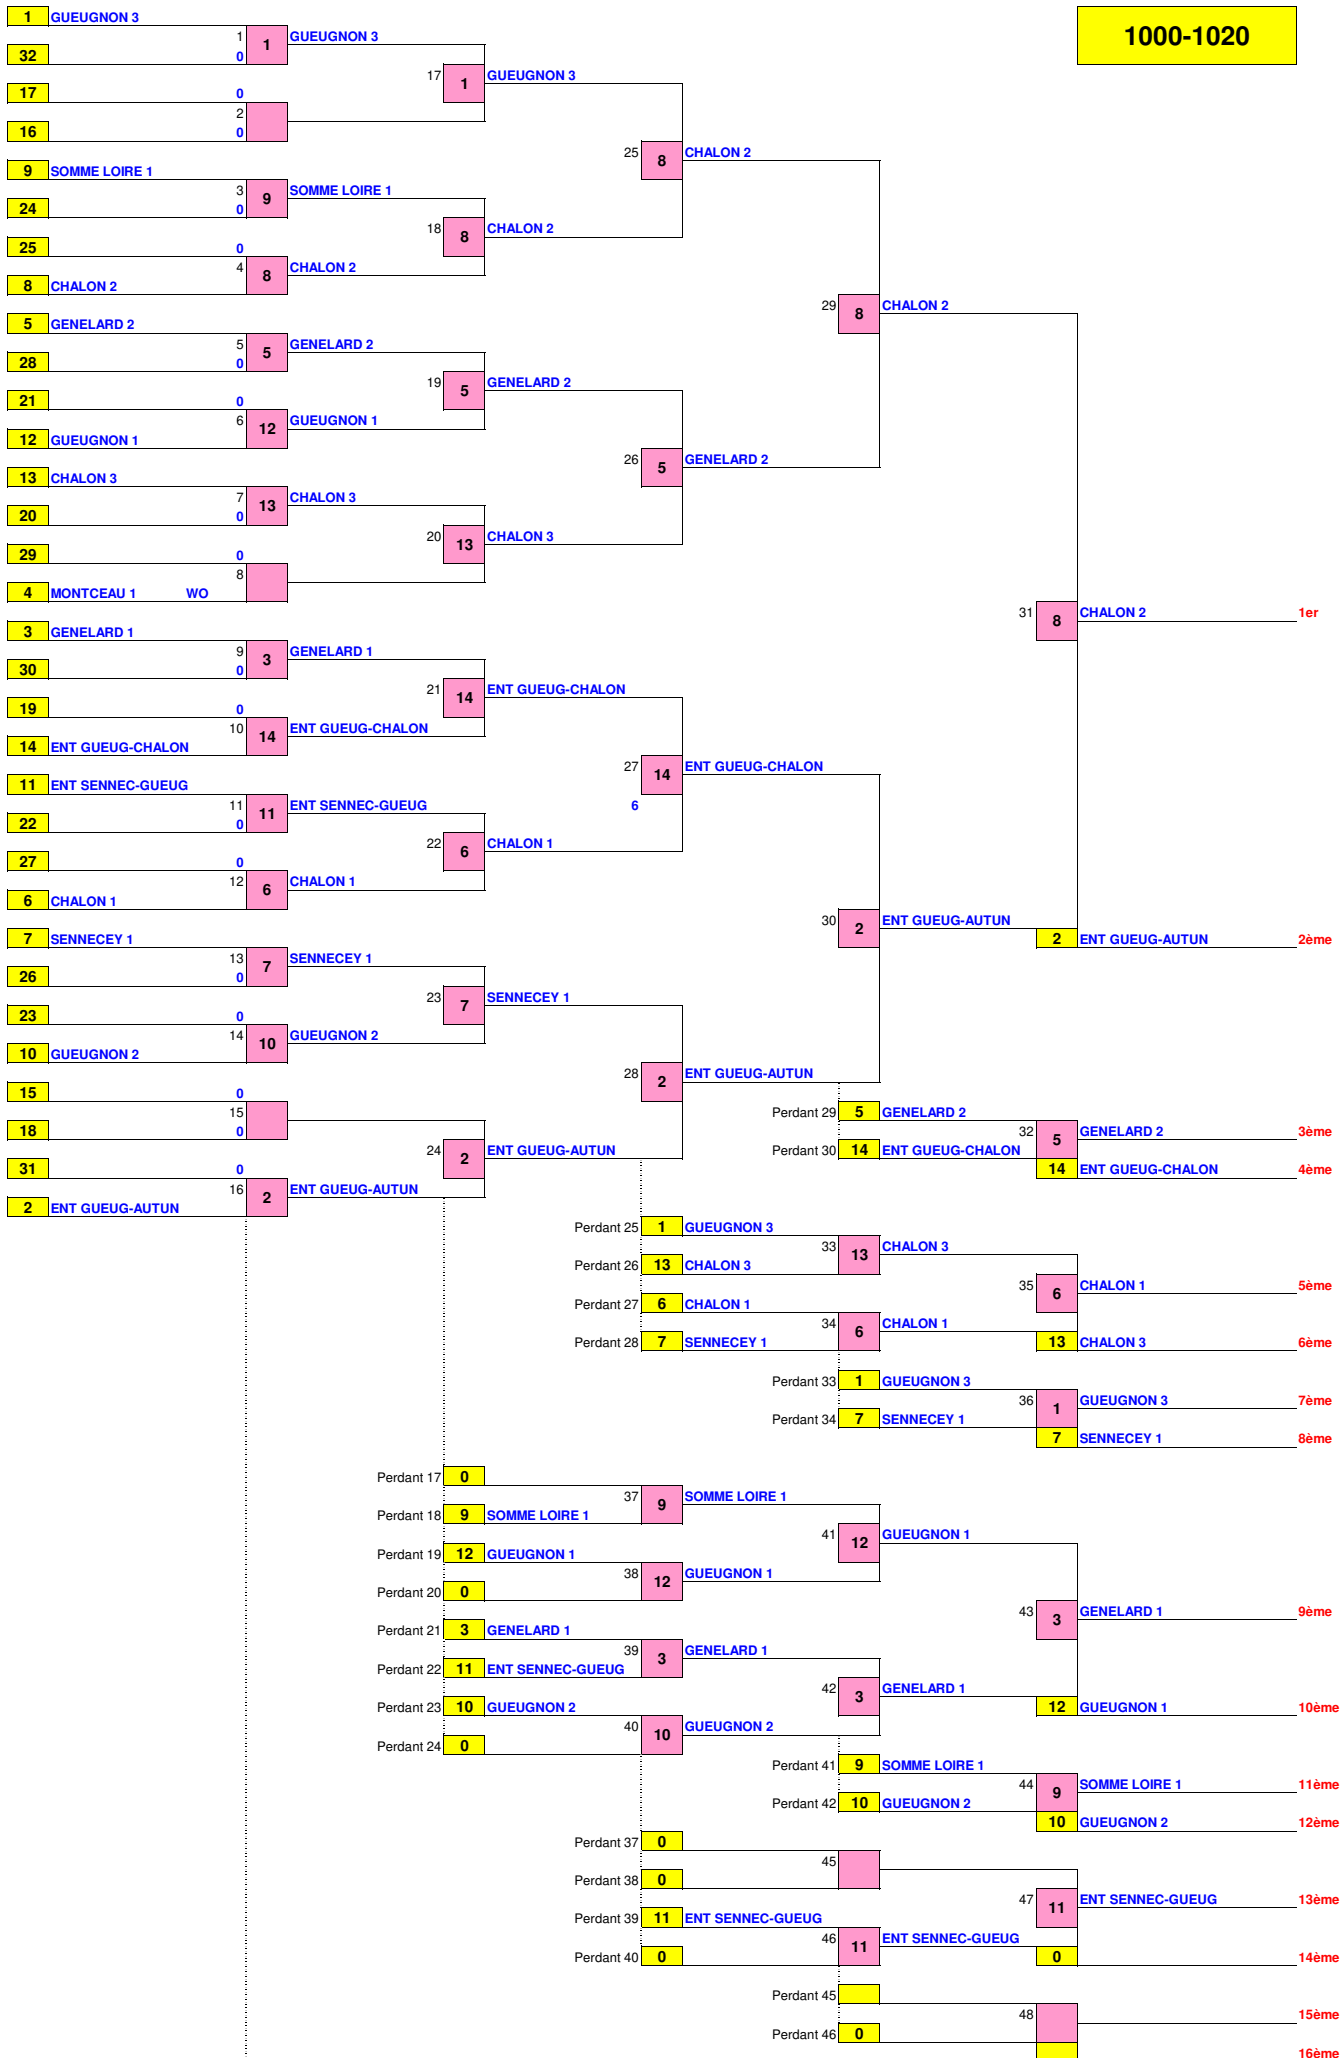 1 GUEUGNON 3
1000-1020
1 1 GUEUGNON 3
32 0
17 1 GUEUGNON 3
17 0
2
16 0
25 8 CHALON 2
9 SOMME LOIRE 1
3 9 SOMME LOIRE 1
24 0
18 8 CHALON 2
25 0
4 8 CHALON 2
8 CHALON 2
29 8 CHALON 2
5 GENELARD 2
5 5 GENELARD 2
28 0
19 5 GENELARD 2
21 0
6 12 GUEUGNON 1
12 GUEUGNON 1
26 5 GENELARD 2
13 CHALON 3
7 13 CHALON 3
20 0
20 13 CHALON 3
29 0
8
4 MONTCEAU 1 WO
31 8 CHALON 2 1er
3 GENELARD 1
9 3 GENELARD 1
30 0
21 14 ENT GUEUG-CHALON
19 0
10 14 ENT GUEUG-CHALON
14 ENT GUEUG-CHALON
27 14 ENT GUEUG-CHALON
6
11 ENT SENNEC-GUEUG
11 11 ENT SENNEC-GUEUG
22 0
22 6 CHALON 1
27 0
12 6 CHALON 1
6 CHALON 1
30 2 ENT GUEUG-AUTUN
2 ENT GUEUG-AUTUN 2ème
7 SENNECEY 1
13 7 SENNECEY 1
26 0
23 7 SENNECEY 1
23 0
14 10 GUEUGNON 2
10 GUEUGNON 2
28 2 ENT GUEUG-AUTUN
15 0
15
18 0
24 2 ENT GUEUG-AUTUN
31 0
16 2 ENT GUEUG-AUTUN
2 ENT GUEUG-AUTUN
Perdant 29 5 GENELARD 2
32 5 GENELARD 2 3ème
Perdant 30 14 ENT GUEUG-CHALON
14 ENT GUEUG-CHALON 4ème
Perdant 25 1 GUEUGNON 3
33 13 CHALON 3
Perdant 26 13 CHALON 3
35 6 CHALON 1 5ème
Perdant 27 6 CHALON 1
34 6 CHALON 1
Perdant 28 7 SENNECEY 1
13 CHALON 3 6ème
Perdant 33 1 GUEUGNON 3
36 1 GUEUGNON 3 7ème
Perdant 34 7 SENNECEY 1
7 SENNECEY 1 8ème
Perdant 17 0
37 9 SOMME LOIRE 1
Perdant 18 9 SOMME LOIRE 1
41 12 GUEUGNON 1
Perdant 19 12 GUEUGNON 1
38 12 GUEUGNON 1
Perdant 20 0
43 3 GENELARD 1 9ème
Perdant 21 3 GENELARD 1
39 3 GENELARD 1
Perdant 22 11 ENT SENNEC-GUEUG
42 3 GENELARD 1
Perdant 23 10 GUEUGNON 2
12 GUEUGNON 1 10ème
40 10 GUEUGNON 2
Perdant 24 0
Perdant 41 9 SOMME LOIRE 1
44 9 SOMME LOIRE 1 11ème
Perdant 42 10 GUEUGNON 2
10 GUEUGNON 2 12ème
Perdant 37 0
45
Perdant 38 0
47 11 ENT SENNEC-GUEUG 13ème
Perdant 39 11 ENT SENNEC-GUEUG
46 11 ENT SENNEC-GUEUG
Perdant 40 0
0 14ème
Perdant 45
48 15ème
Perdant 46 0
16ème